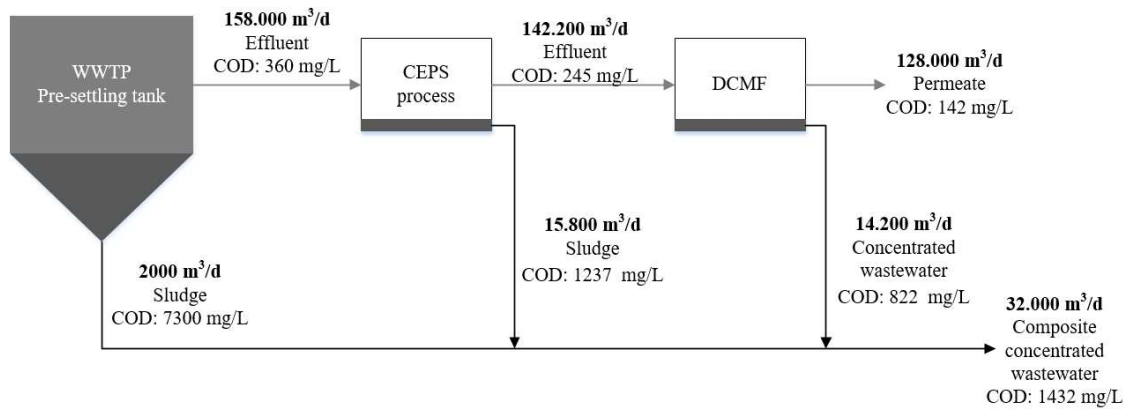 WWTP
Pre-settling tank
158.000 m³/d
Effluent
COD: 360 mg/L
CEPS
process
142.200 m³/d
Effluent
COD: 245 mg/L
DCMF
128.000 m³/d
Permeate
COD: 142 mg/L
2000 m³/d
Sludge
COD: 7300 mg/L
15.800 m³/d
Sludge
COD: 1237 mg/L
14.200 m³/d
Concentrated
wastewater
COD: 822 mg/L
32.000 m³/d
Composite
concentrated
wastewater
COD: 1432 mg/L